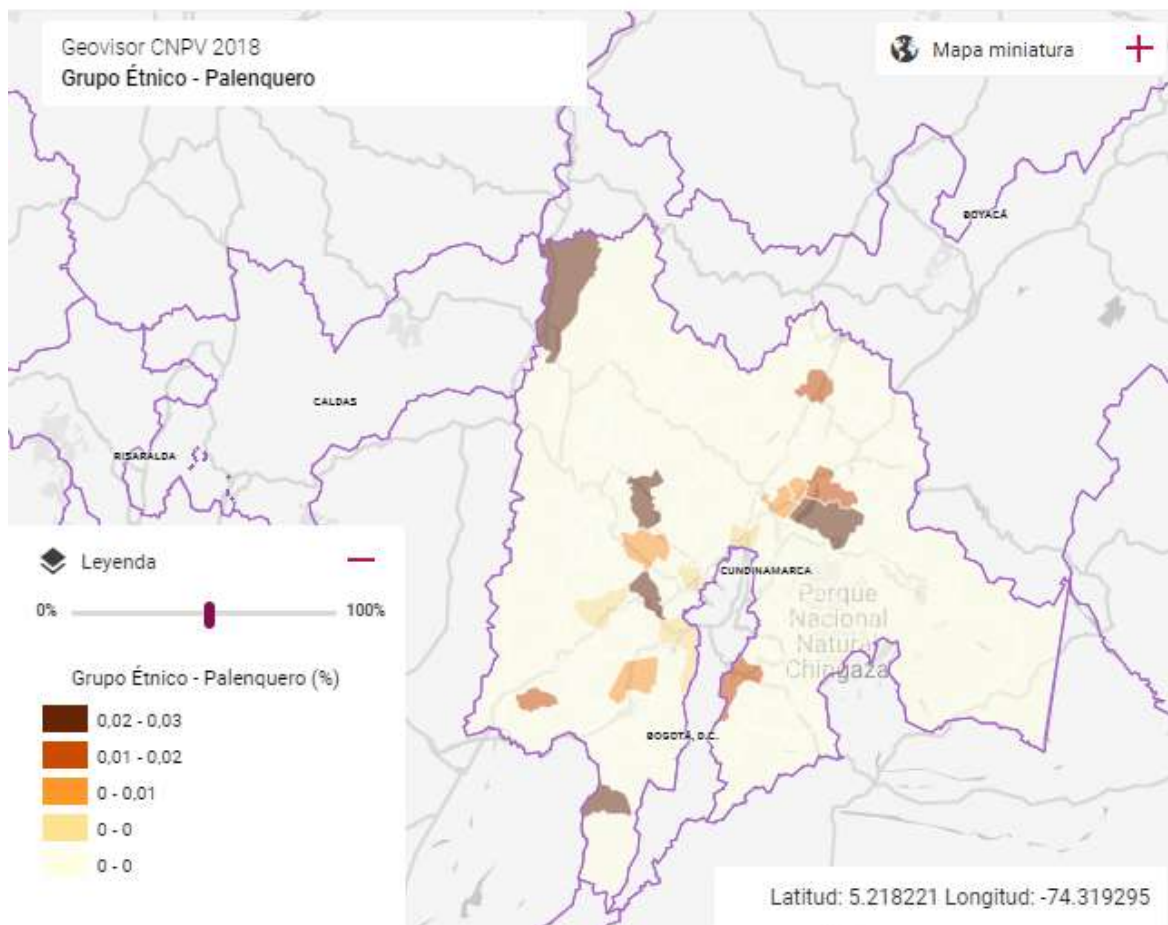 Geovisor CNPV 2018
Grupo Étnico - Palenquero
Mapa miniatura
BOYACÁ
CALDAS
RISARALDA
CUNDINAMARCA
Parque
Nacional
Natural
Chingaza
BOGOTÁ, D.C.
Leyenda
0% 100%
Grupo Étnico - Palenquero (%)
0,02 - 0,03
0,01 - 0,02
0 - 0,01
0 - 0
0 - 0
Latitud: 5.218221 Longitud: -74.319295